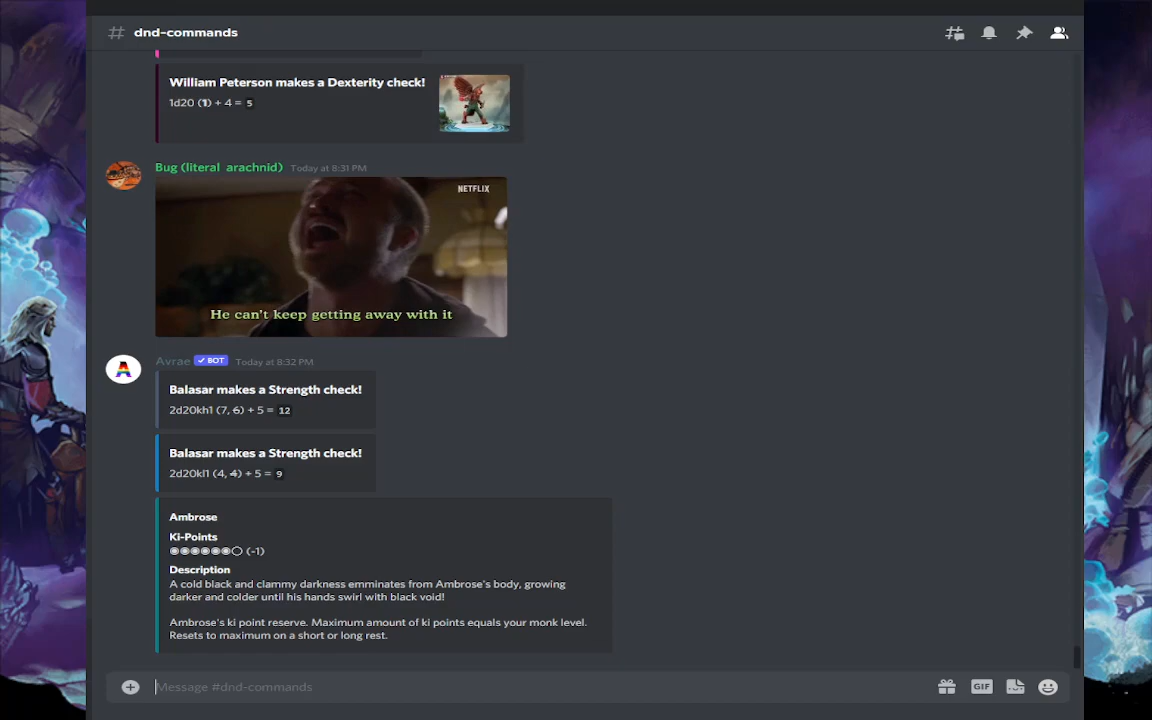 # dnd-commands
William Peterson makes a Dexterity check!
1d20 (1) + 4 = 5
Bug (literal arachnid) Today at 8:31 PM
NETFLIX
He can't keep getting away with it
Avrae ✓ BOT Today at 8:32 PM
A
Balasar makes a Strength check!
2d20kh1 (7, 6) + 5 = 12
Balasar makes a Strength check!
2d20kl1 (4, 4) + 5 = 9
Ambrose
Ki-Points
◉◉◉◉◉◉〇 (-1)
Description
A cold black and clammy darkness emminates from Ambrose's body, growing
darker and colder until his hands swirl with black void!
Ambrose's ki point reserve. Maximum amount of ki points equals your monk level.
Resets to maximum on a short or long rest.
Message #dnd-commands
GIF